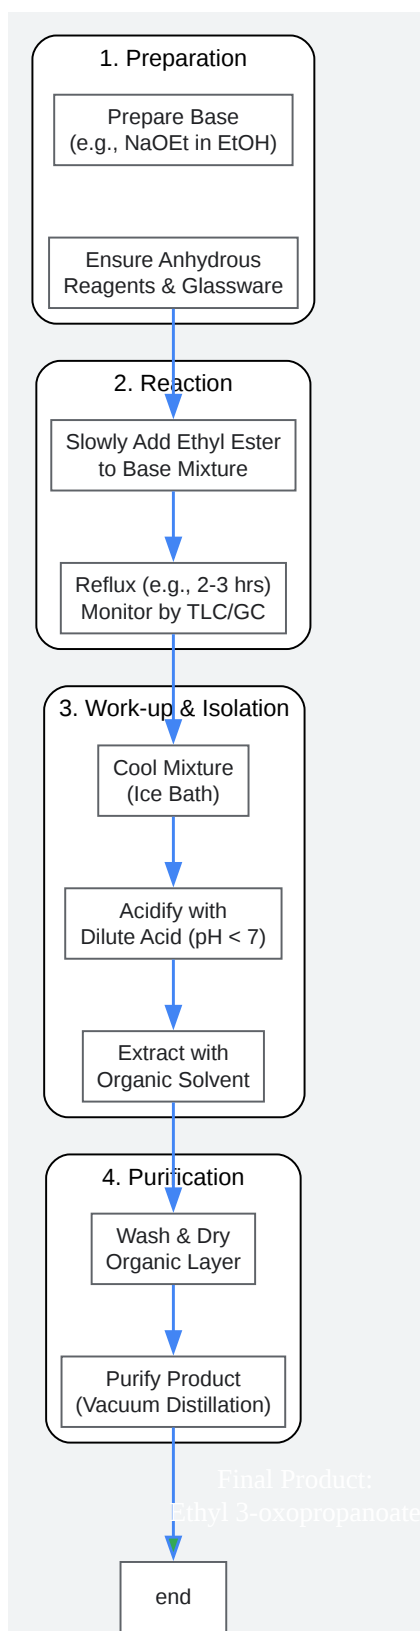 1. Preparation
Prepare Base
(e.g., NaOEt in EtOH)
Ensure Anhydrous
Reagents & Glassware
2. Reaction
Slowly Add Ethyl Ester
to Base Mixture
Reflux (e.g., 2-3 hrs)
Monitor by TLC/GC
3. Work-up & Isolation
Cool Mixture
(Ice Bath)
Acidify with
Dilute Acid (pH < 7)
Extract with
Organic Solvent
4. Purification
Wash & Dry
Organic Layer
Purify Product
(Vacuum Distillation)
Final Product:
Ethyl 3-oxopropanoate
end